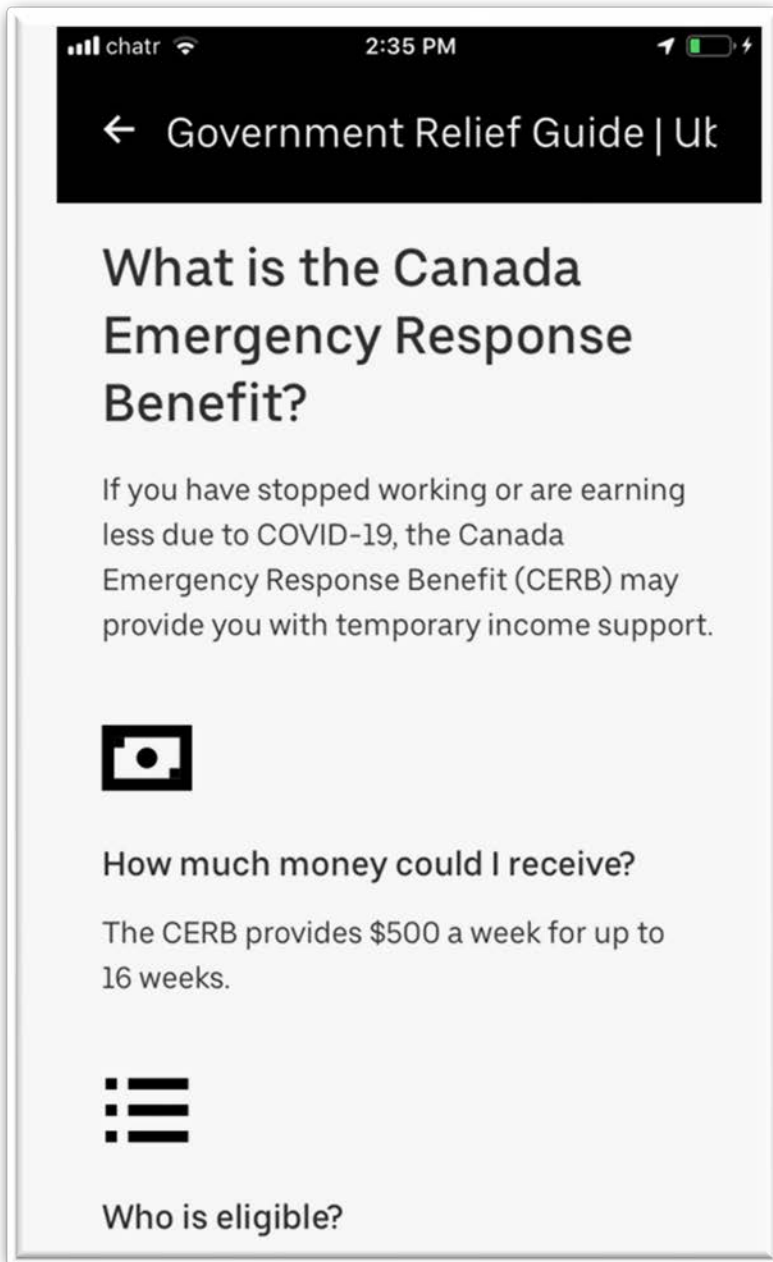 chatr 2:35 PM
Government Relief Guide | Ub
What is the Canada
Emergency Response
Benefit?
If you have stopped working or are earning
less due to COVID-19, the Canada
Emergency Response Benefit (CERB) may
provide you with temporary income support.
How much money could I receive?
The CERB provides $500 a week for up to
16 weeks.
Who is eligible?